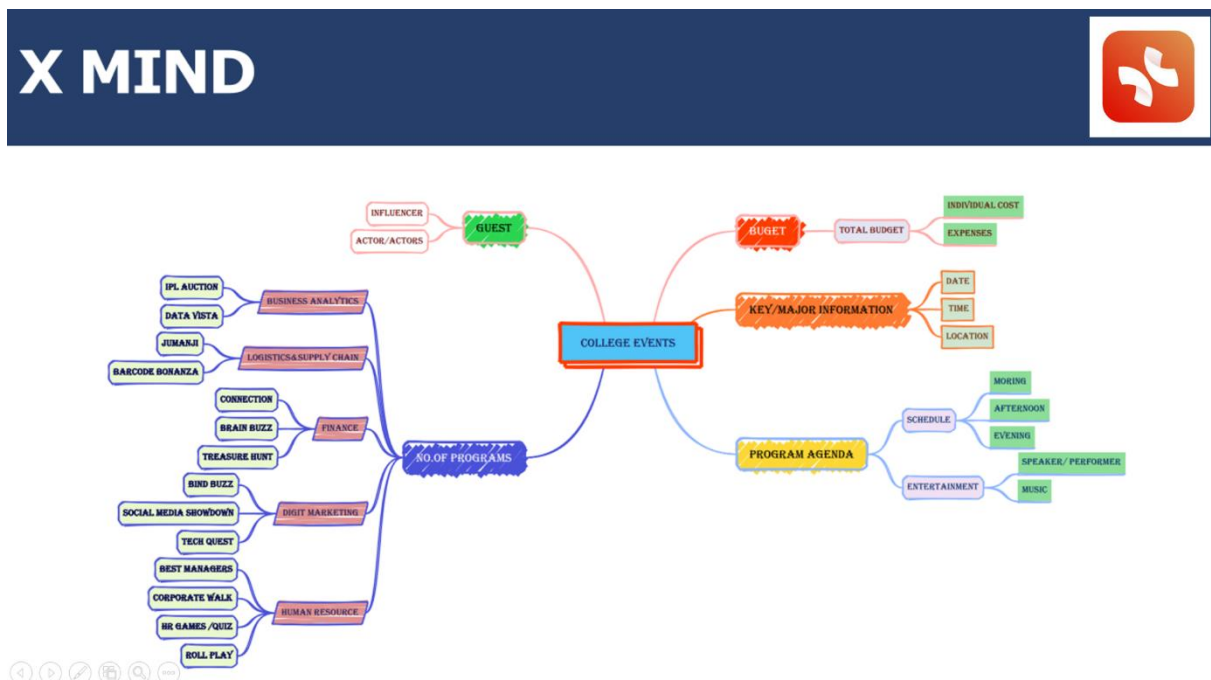 X MIND
INFLUENCER
ACTOR/ACTORS
GUEST
BUGET
TOTAL BUDGET
INDIVIDUAL COST
EXPENSES
IPL AUCTION
DATA VISTA
BUSINESS ANALYTICS
JUMANJI
BARCODE BONANZA
LOGISTICS&SUPPLY CHAIN
CONNECTION
BRAIN BUZZ
TREASURE HUNT
FINANCE
BIND BUZZ
SOCIAL MEDIA SHOWDOWN
TECH QUEST
DIGIT MARKETING
BEST MANAGERS
CORPORATE WALK
HR GAMES /QUIZ
ROLL PLAY
HUMAN RESOURCE
NO.OF PROGRAMS
COLLEGE EVENTS
KEY/MAJOR INFORMATION
DATE
TIME
LOCATION
PROGRAM AGENDA
SCHEDULE
MORING
AFTERNOON
EVENING
ENTERTAINMENT
SPEAKER/ PERFORMER
MUSIC